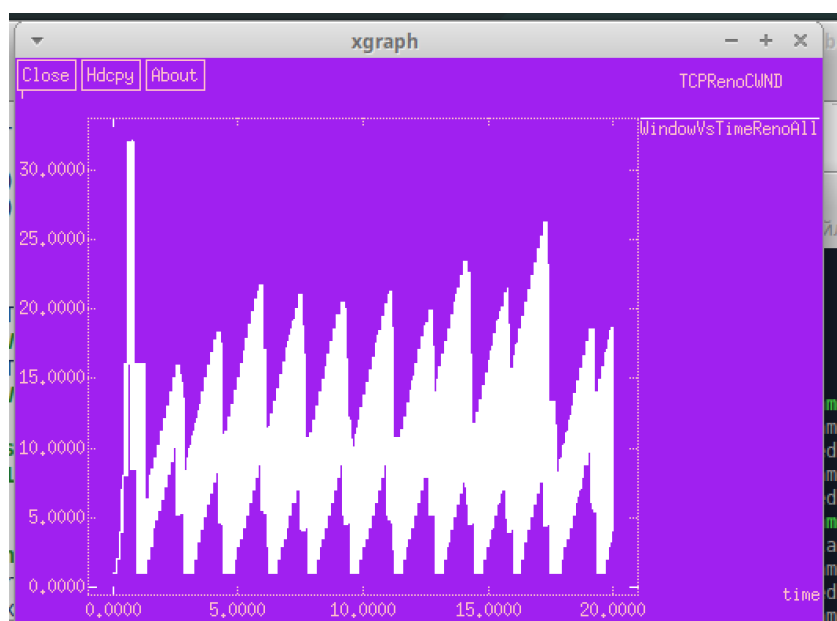 xgraph
Close Hdcpy About
TCPRenoCWND
WindowVsTimeRenoAll
30.0000
25.0000
20.0000
15.0000
10.0000
5.0000
0.0000
time
0.0000 5.0000 10.0000 15.0000 20.0000